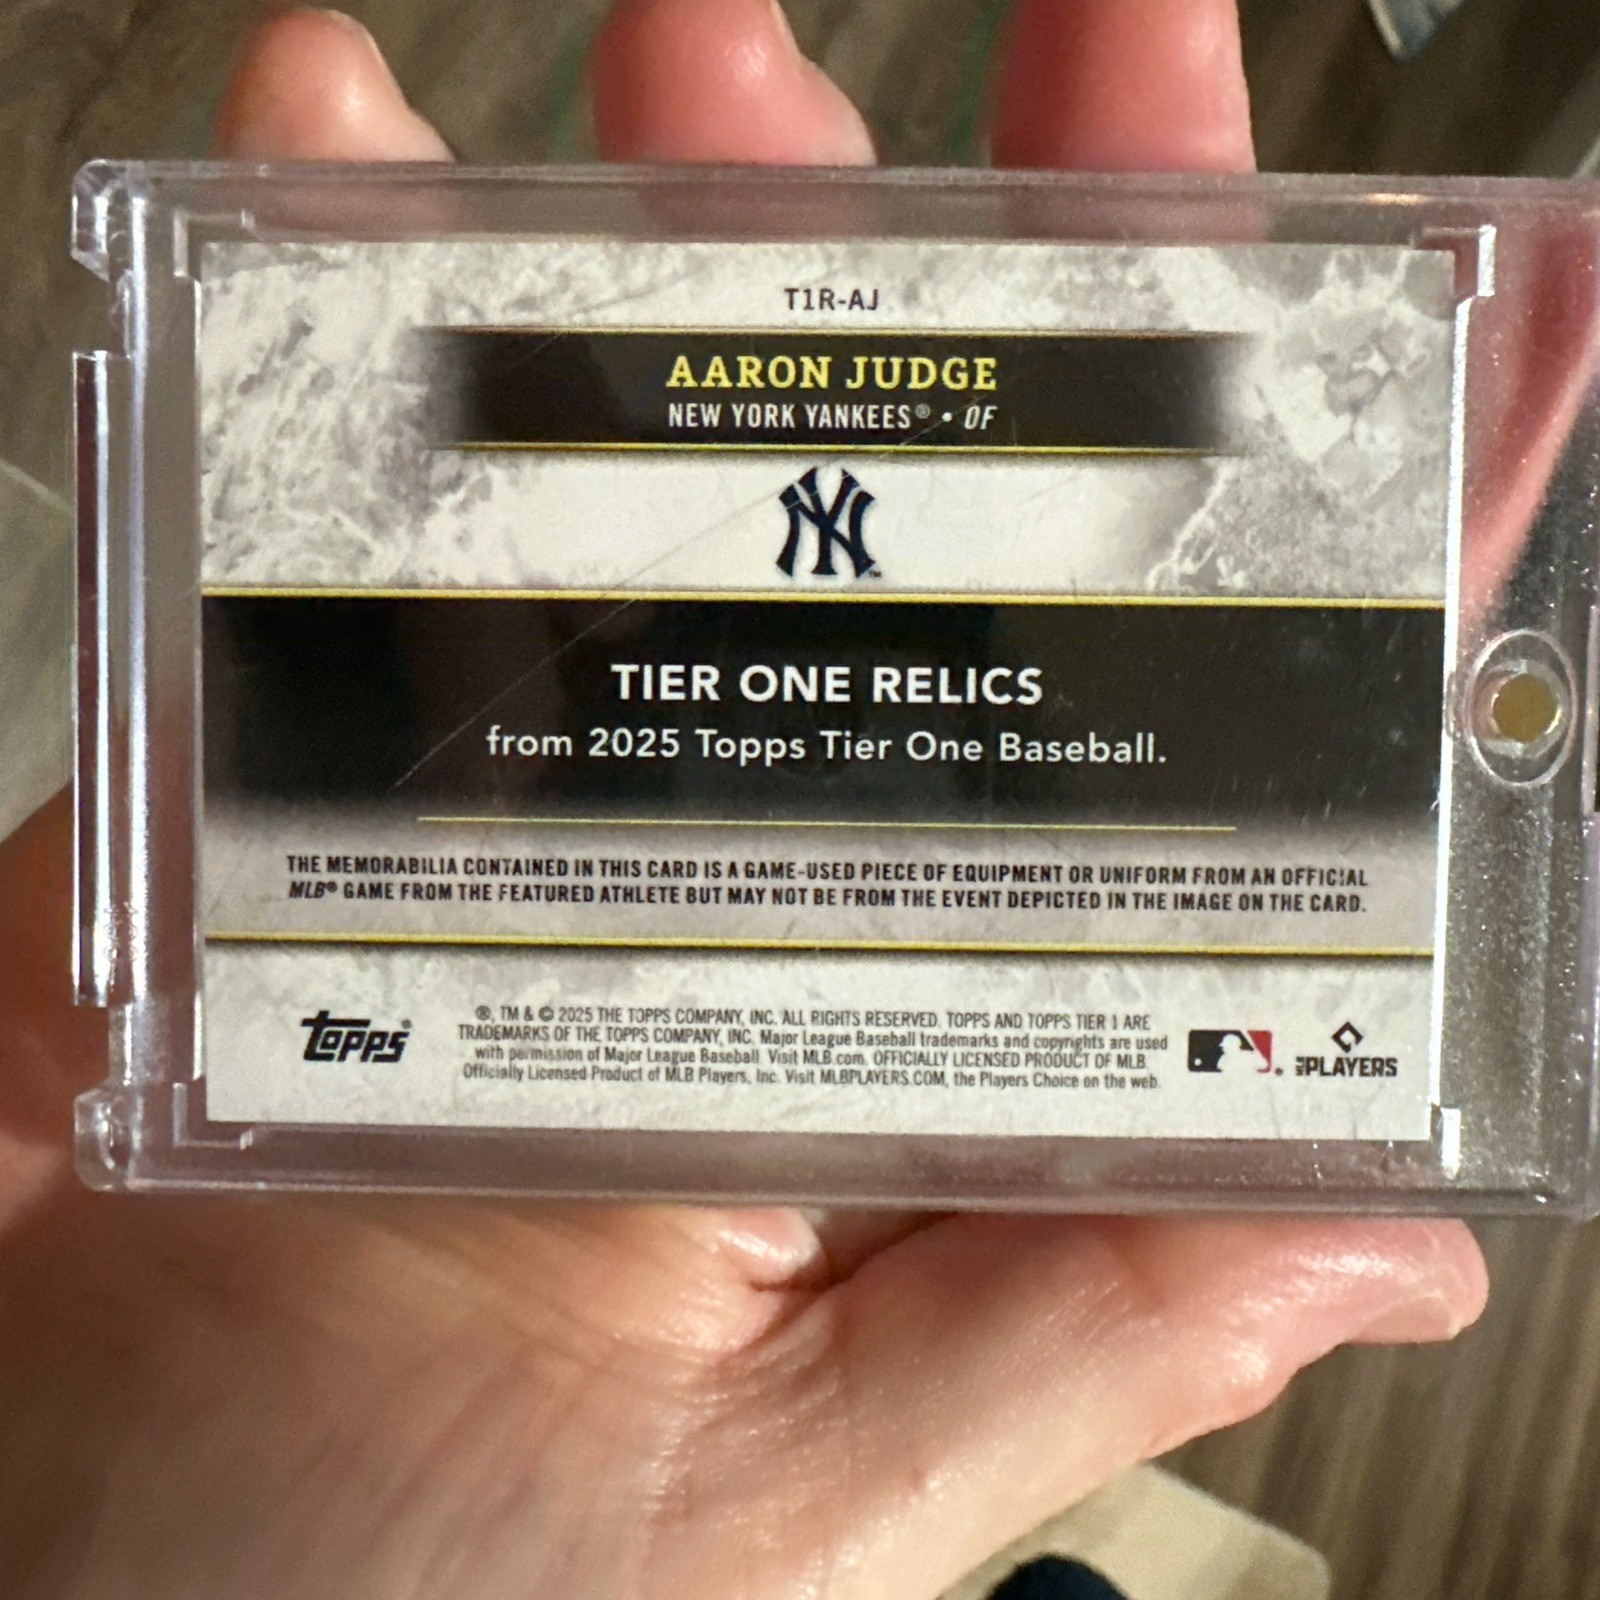 T1R-AJ
AARON JUDGE
NEW YORK YANKEES® • OF
NY™
TIER ONE RELICS
from 2025 Topps Tier One Baseball.
THE MEMORABILIA CONTAINED IN THIS CARD IS A GAME-USED PIECE OF EQUIPMENT OR UNIFORM FROM AN OFFICIAL
MLB® GAME FROM THE FEATURED ATHLETE BUT MAY NOT BE FROM THE EVENT DEPICTED IN THE IMAGE ON THE CARD.
topps®
®, TM & © 2025 THE TOPPS COMPANY, INC. ALL RIGHTS RESERVED. TOPPS AND TOPPS TIER 1 ARE
TRADEMARKS OF THE TOPPS COMPANY, INC. Major League Baseball trademarks and copyrights are used
with permission of Major League Baseball. Visit MLB.com. OFFICIALLY LICENSED PRODUCT OF MLB
Officially Licensed Product of MLB Players, Inc. Visit MLBPLAYERS.COM, the Players Choice on the web.
MLB PLAYERS